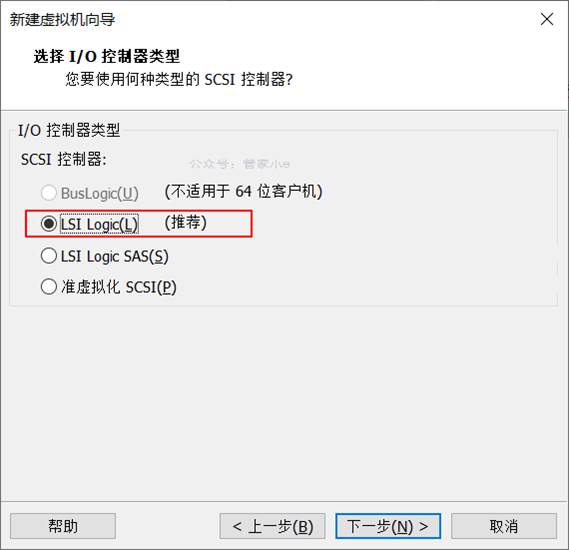 新建虚拟机向导
选择 I/O 控制器类型
您要使用何种类型的 SCSI 控制器?
I/O 控制器类型
SCSI 控制器:
公众号: 管家小e
BusLogic(U) (不适用于 64 位客户机)
LSI Logic(L) (推荐)
LSI Logic SAS(S)
准虚拟化 SCSI(P)
帮助 < 上一步(B) 下一步(N) > 取消